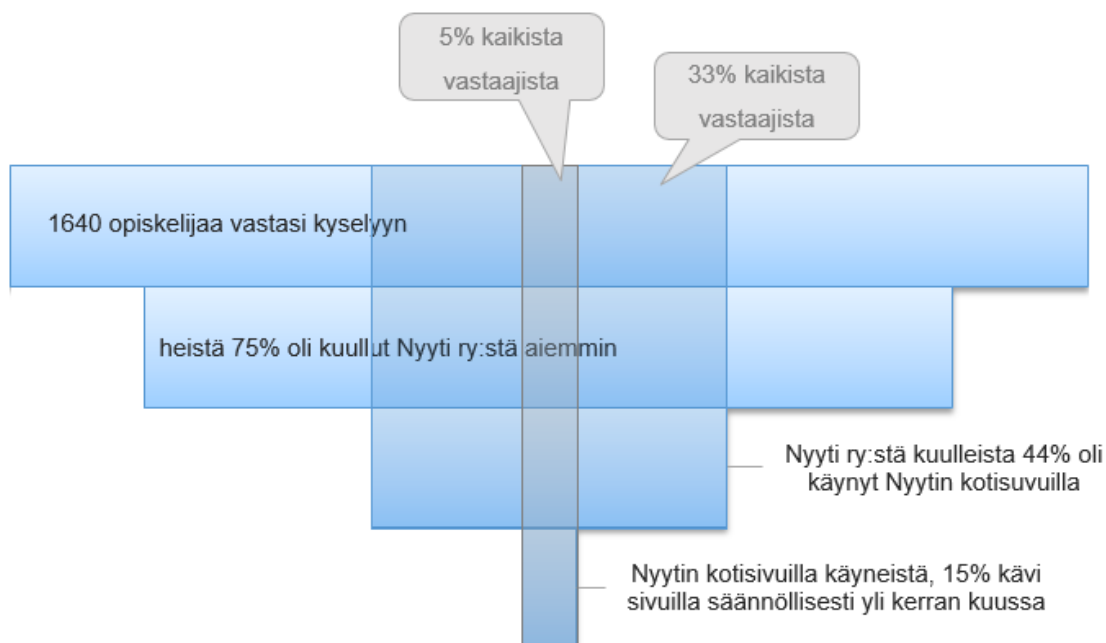 5% kaikista
vastaajista
33% kaikista
vastaajista
1640 opiskelijaa vastasi kyselyyn
heistä 75% oli kuullut Nyyti ry:stä aiemmin
Nyyti ry:stä kuulleista 44% oli
käynyt Nyytin kotisuvuilla
Nyytin kotisivuilla käyneistä, 15% kävi
sivuilla säännöllisesti yli kerran kuussa